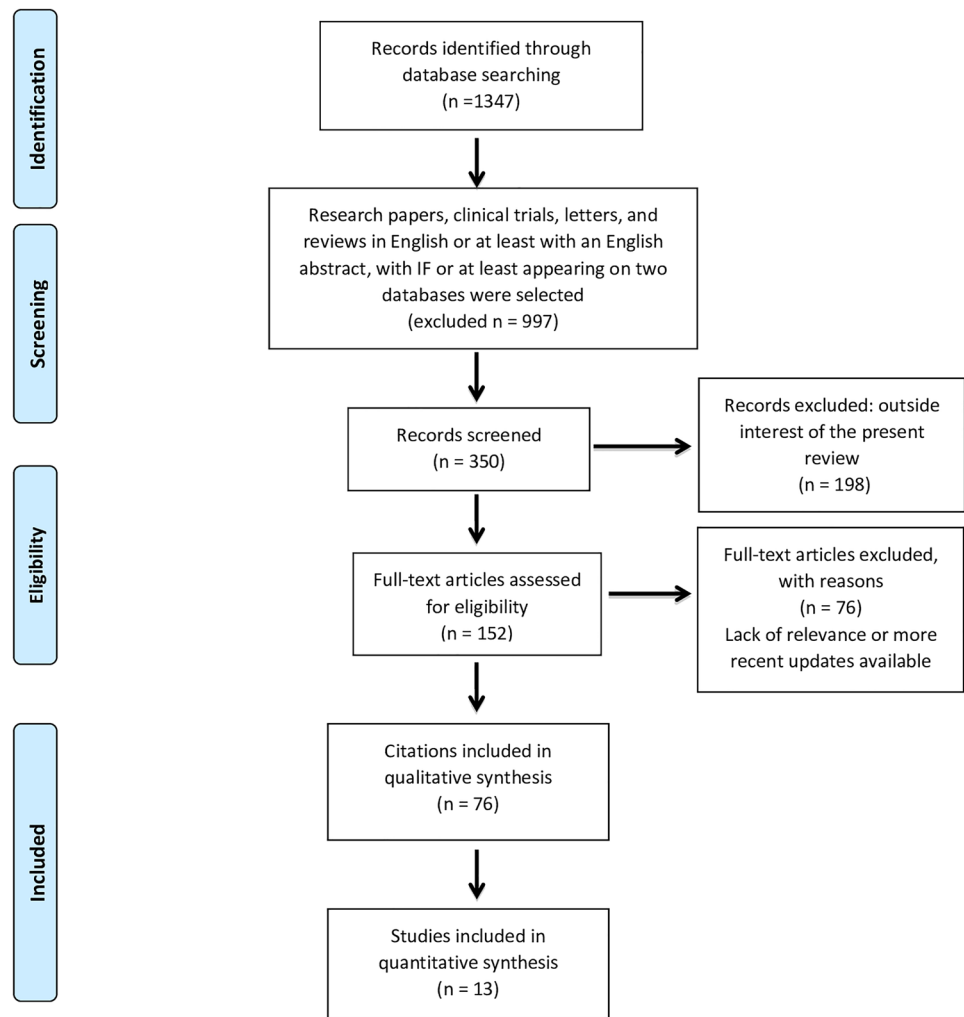 Identification
Records identified through
database searching
(n =1347)
Research papers, clinical trials, letters, and
reviews in English or at least with an English
abstract, with IF or at least appearing on two
databases were selected
(excluded n = 997)
Screening
Records screened
(n = 350)
Records excluded: outside
interest of the present
review
(n = 198)
Eligibility
Full-text articles assessed
for eligibility
(n = 152)
Full-text articles excluded,
with reasons
(n = 76)
Lack of relevance or more
recent updates available
Included
Citations included in
qualitative synthesis
(n = 76)
Studies included in
quantitative synthesis
(n = 13)